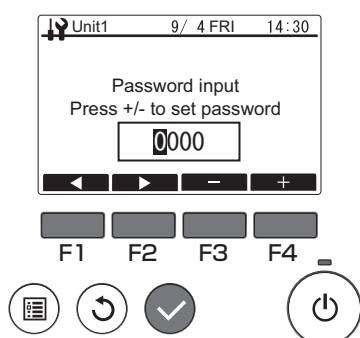 Unit1 9/ 4 FRI 14:30
Password input
Press +/- to set password
0000
− +
F1 F2 F3 F4